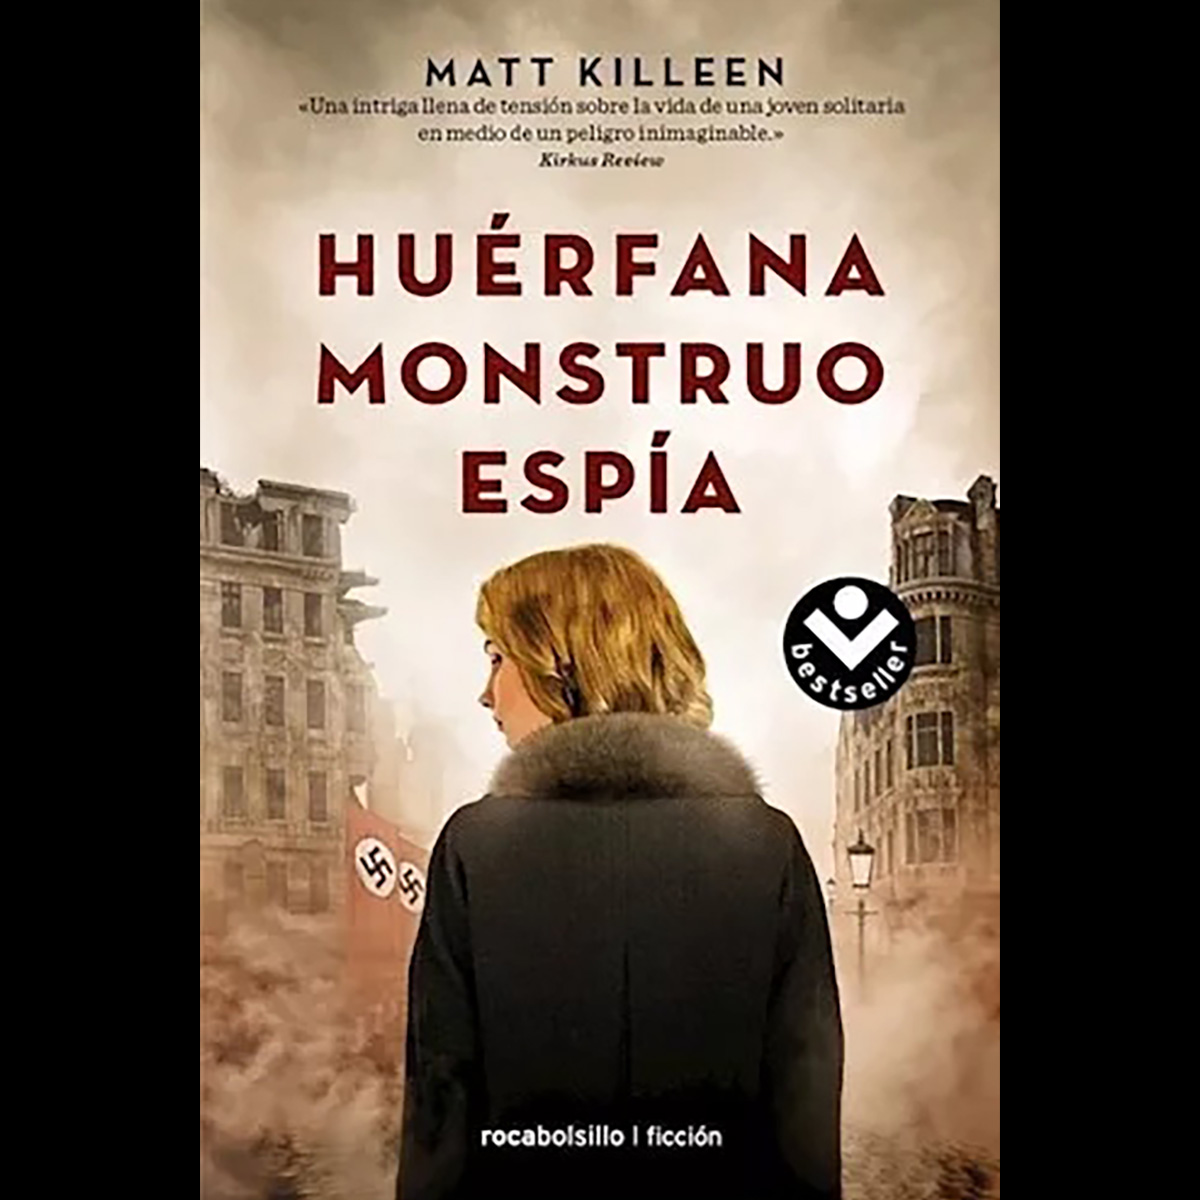 MATT KILLEEN
«Una intriga llena de tensión sobre la vida de una joven solitaria
en medio de un peligro inimaginable.»
Kirkus Review
HUÉRFANA
MONSTRUO
ESPÍA
bestseller
rocabolsillo | ficción